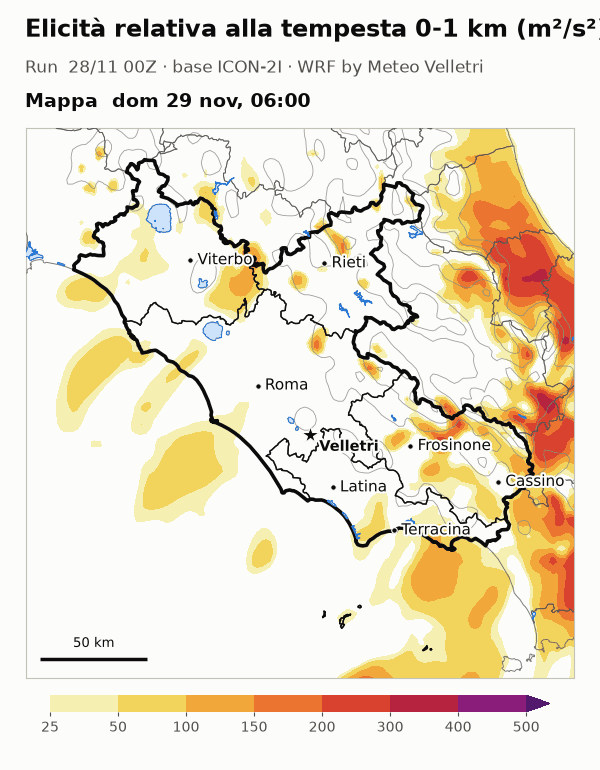 Elicità relativa alla tempesta 0-1 km (m²/s²)
Run 28/11 00Z · base ICON-2I · WRF by Meteo Velletri
Mappa dom 29 nov, 06:00
Viterbo
Rieti
Roma
Velletri
Frosinone
Latina
Cassino
Terracina
50 km
25 50 100 150 200 300 400 500